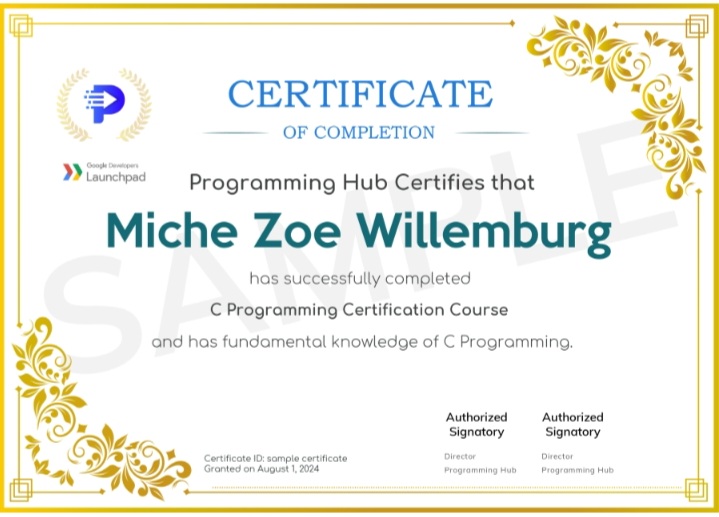 CERTIFICATE
OF COMPLETION
Google Developers
Launchpad
Programming Hub Certifies that
Miche Zoe Willemburg
has successfully completed
C Programming Certification Course
and has fundamental knowledge of C Programming.
SAMPLE
Authorized Signatory
Authorized Signatory
Director
Programming Hub
Director
Programming Hub
Certificate ID: sample certificate
Granted on August 1, 2024